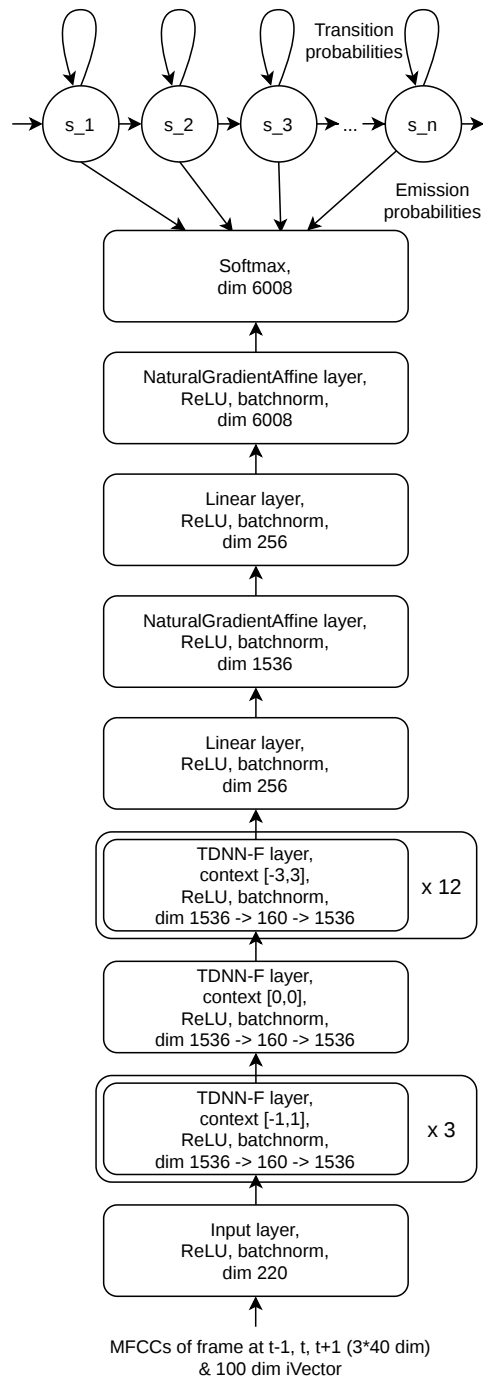 Transition
probabilities
s_1
s_2
s_3
...
s_n
Emission
probabilities
Softmax,
dim 6008
NaturalGradientAffine layer,
ReLU, batchnorm,
dim 6008
Linear layer,
ReLU, batchnorm,
dim 256
NaturalGradientAffine layer,
ReLU, batchnorm,
dim 1536
Linear layer,
ReLU, batchnorm,
dim 256
TDNN-F layer,
context [-3,3],
ReLU, batchnorm,
dim 1536 -> 160 -> 1536
x 12
TDNN-F layer,
context [0,0],
ReLU, batchnorm,
dim 1536 -> 160 -> 1536
TDNN-F layer,
context [-1,1],
ReLU, batchnorm,
dim 1536 -> 160 -> 1536
x 3
Input layer,
ReLU, batchnorm,
dim 220
MFCCs of frame at t-1, t, t+1 (3*40 dim)
& 100 dim iVector